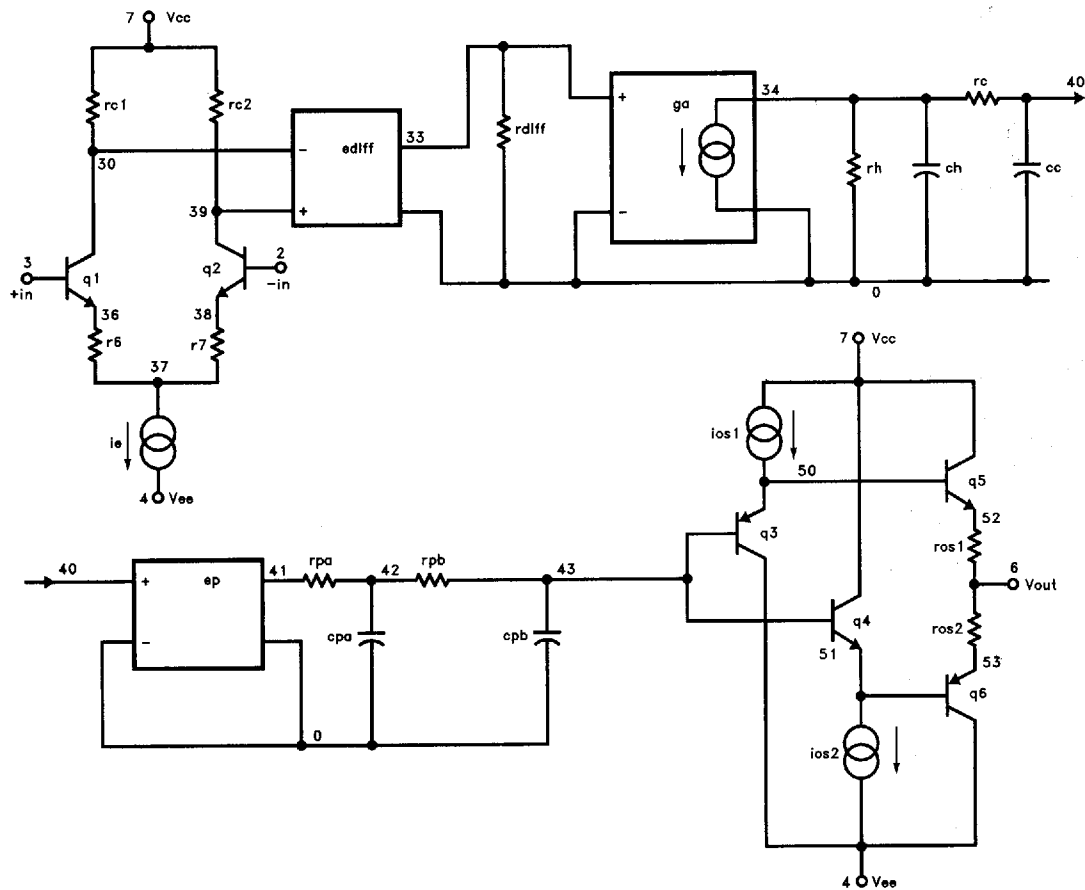 7 Vcc
rc1
rc2
30
39
ediff
-
+
33
rdiff
+
-
ga
34
rc
40
rh
ch
cc
0
3
+in
q1
q2
2
-in
36
38
r6
r7
37
ie
4 Vee
7 Vcc
ios1
50
q5
q3
52
ros1
6
Vout
ros2
q4
51
53
q6
ios2
4 Vee
40
+
-
ep
41
rpa
42
rpb
43
cpa
cpb
0